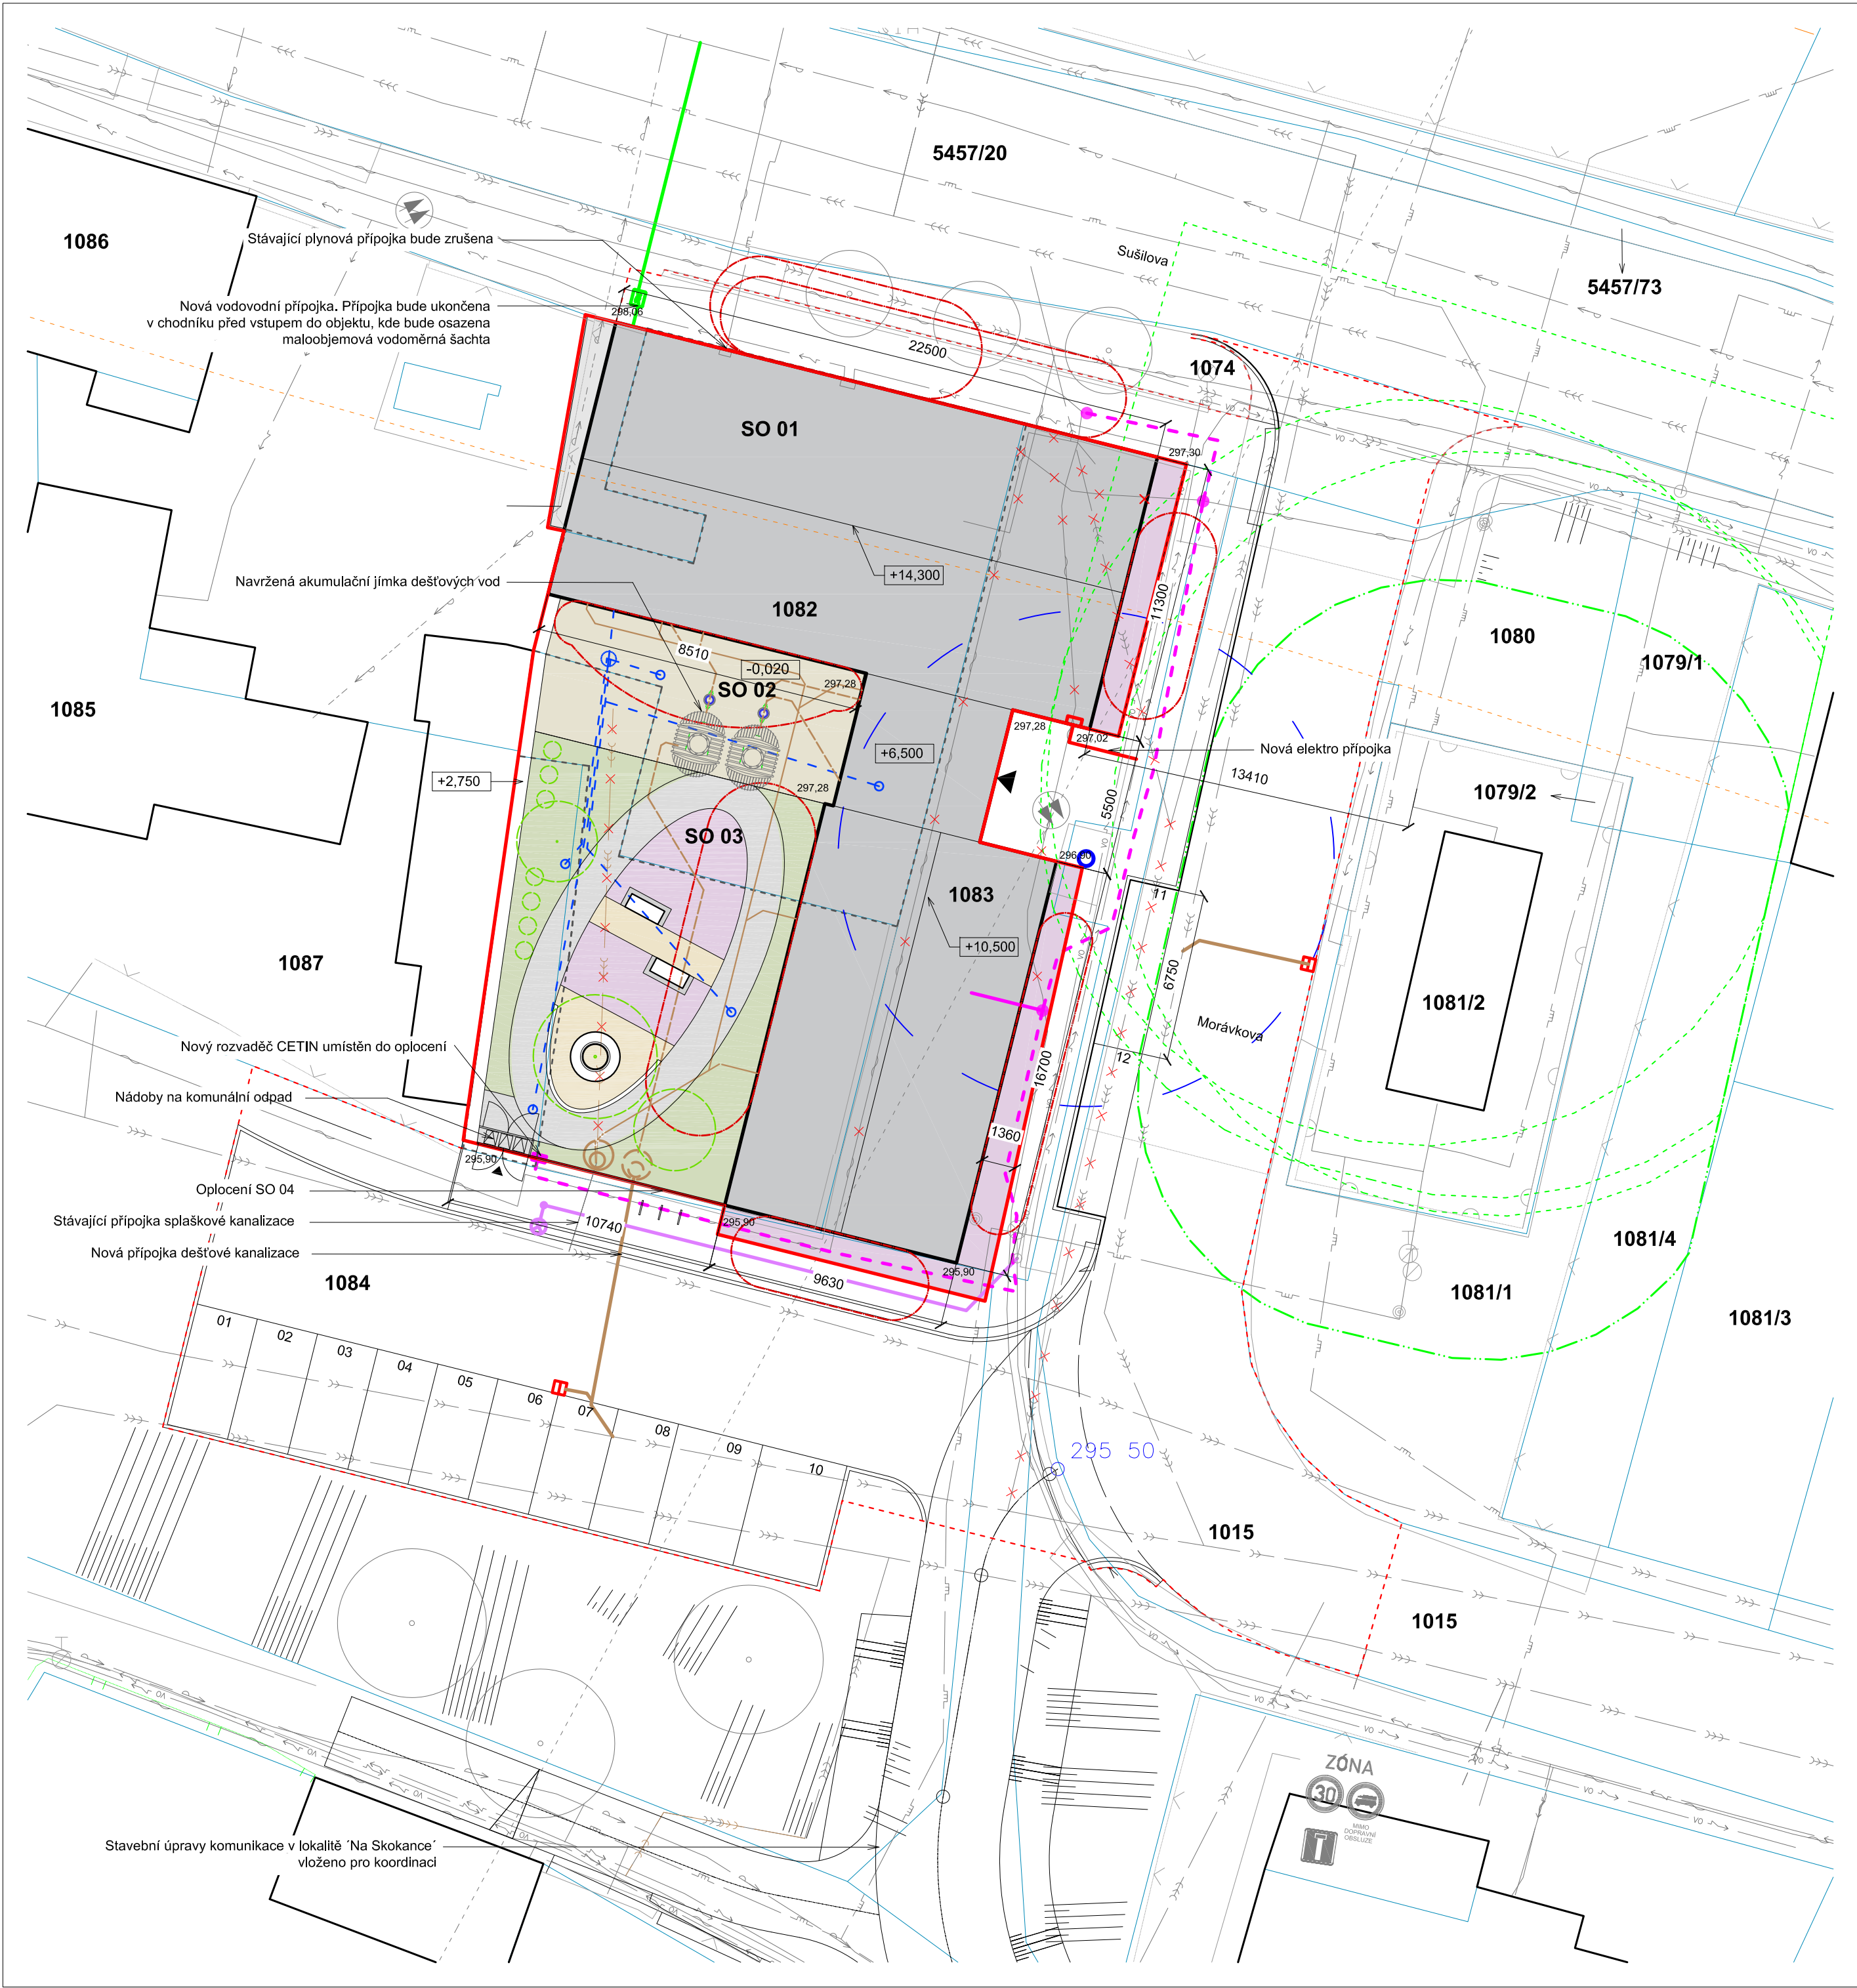 5457/20
1086
Stávající plynová přípojka bude zrušena
Sušilova
5457/73
Nová vodovodní přípojka. Přípojka bude ukončena
v chodníku před vstupem do objektu, kde bude osazena
maloobjemová vodoměrná šachta
298,06
22500
1074
SO 01
297,30
+14,300
Navržená akumulační jímka dešťových vod
1082
11300
1080
1079/1
8510
-0,020
SO 02
297,28
1085
297,28
297,02
Nová elektro přípojka
+6,500
+2,750
13410
297,28
5500
1079/2
SO 03
296,90
1083
11
+10,500
1087
6750
1081/2
Morávkova
Nový rozvaděč CETIN umístěn do oplocení
12
16700
Nádoby na komunální odpad
1360
295,90
Oplocení SO 04
Stávající přípojka splaškové kanalizace
10740
295,90
Nová přípojka dešťové kanalizace
1081/4
1084
9630
295,90
1081/1
1081/3
01
02
03
04
05
06
07
08
09
10
295 50
1015
1015
VO
ZÓNA
30
MIMO
DOPRAVNÍ
OBSLUZE
Stavební úpravy komunikace v lokalitě ´Na Skokance´
vloženo pro koordinaci